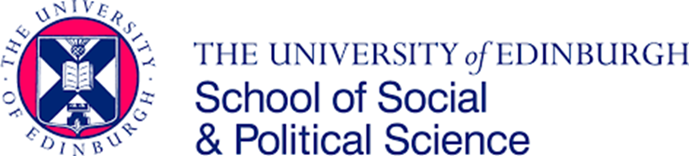 THE UNIVERSITY OF EDINBURGH
THE UNIVERSITY of EDINBURGH
School of Social
& Political Science